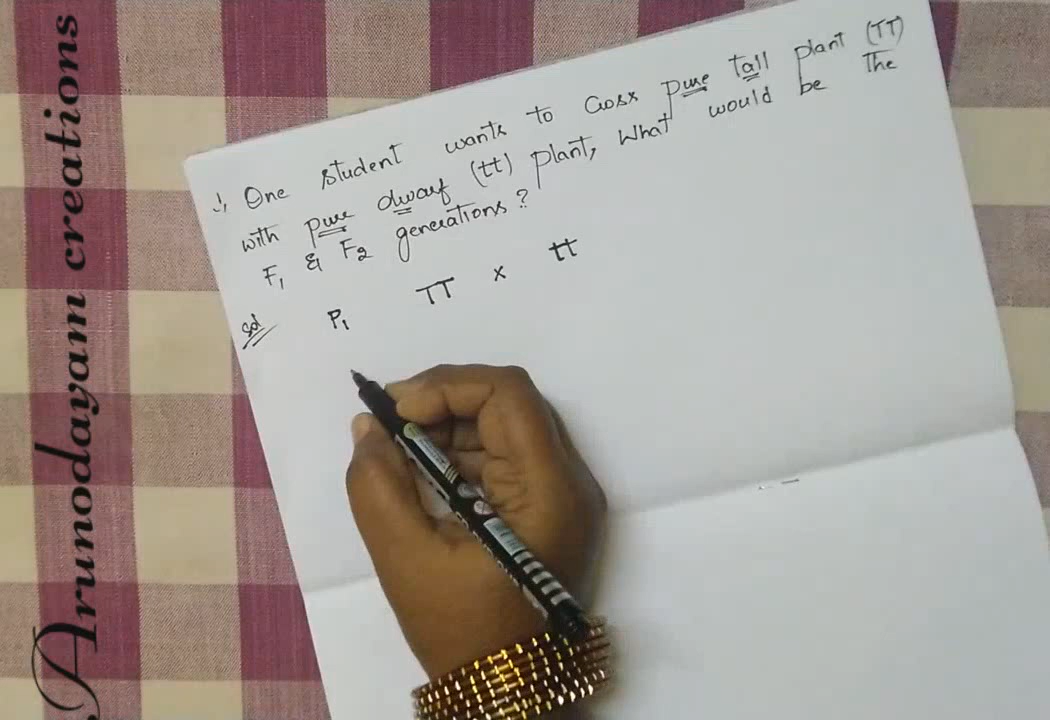 Arunodayam creations
1, One student wants to Cross pure tall plant (TT)
with pure dwarf (tt) plant, What would be The
F1 & F2 generations?
Sol P1 TT x tt